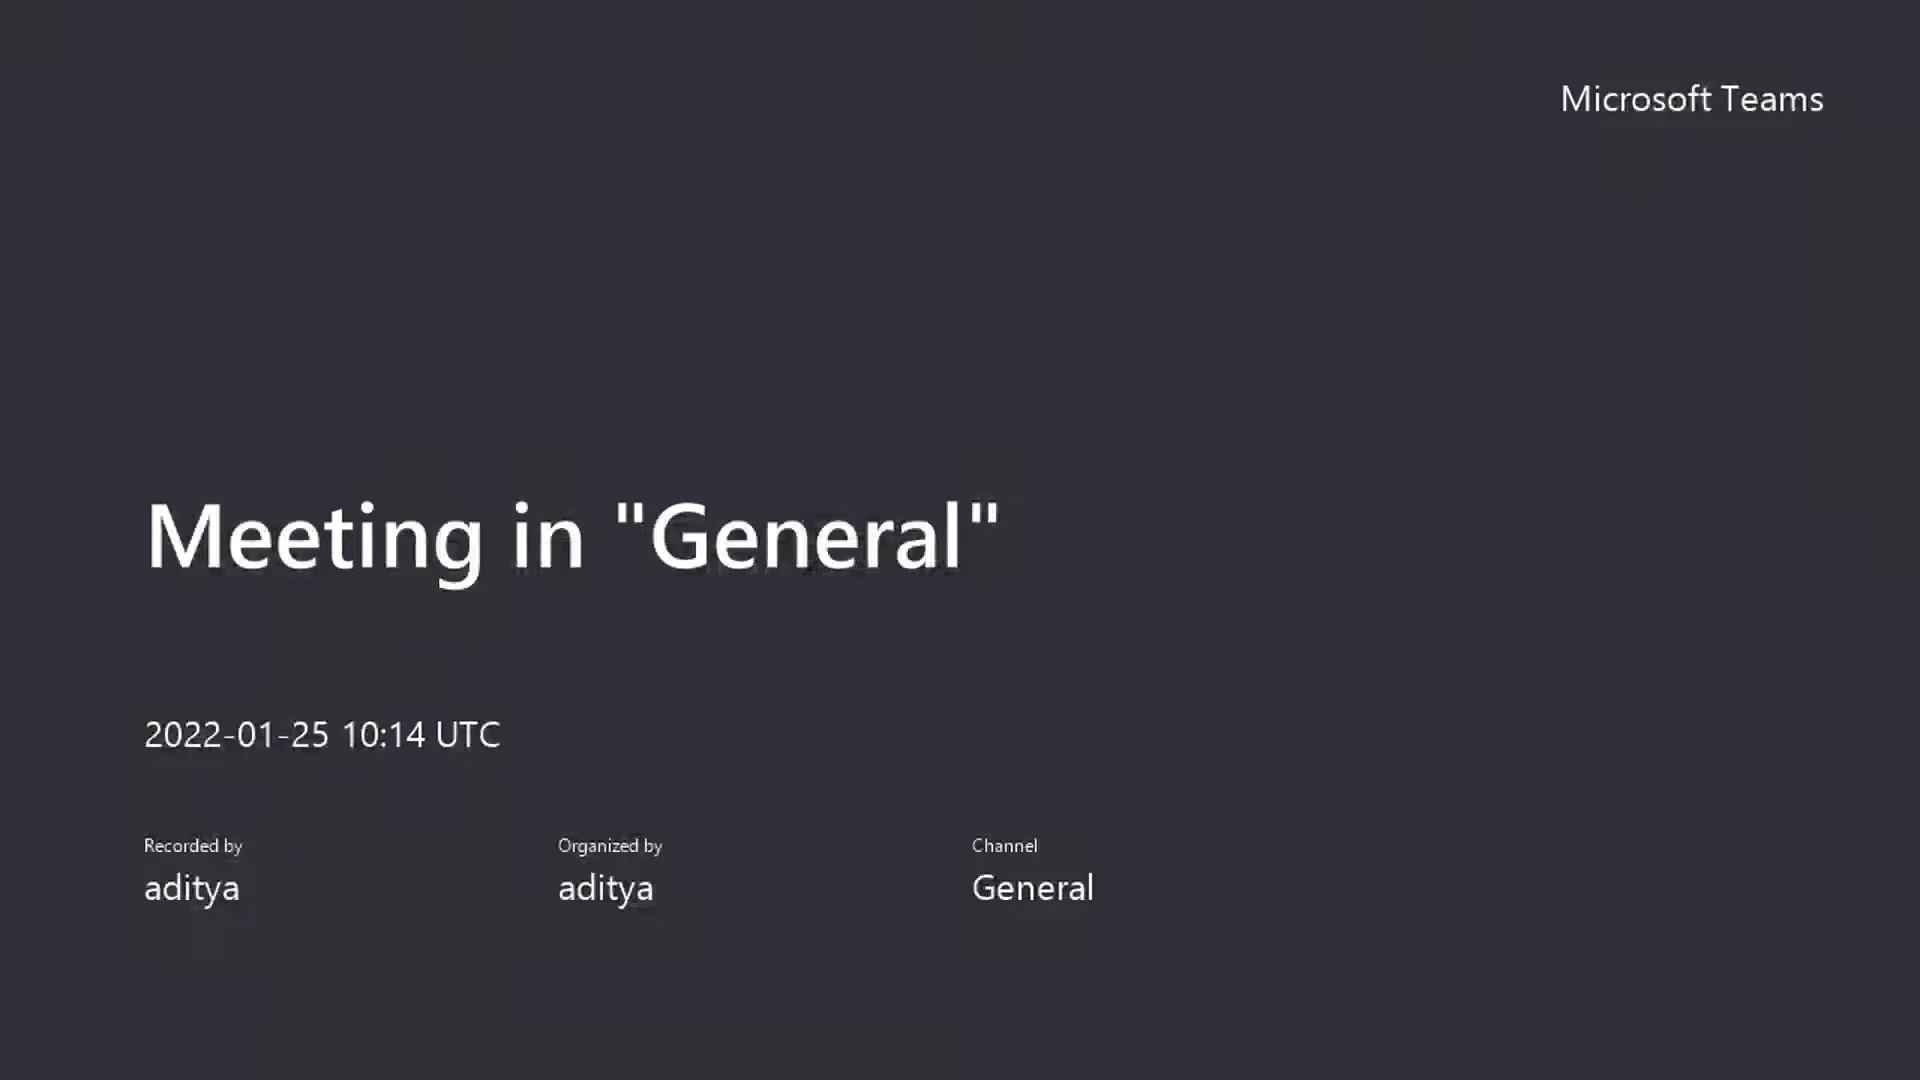 Microsoft Teams
Meeting in "General"
2022-01-25 10:14 UTC
Recorded by
aditya
Organized by
aditya
Channel
General